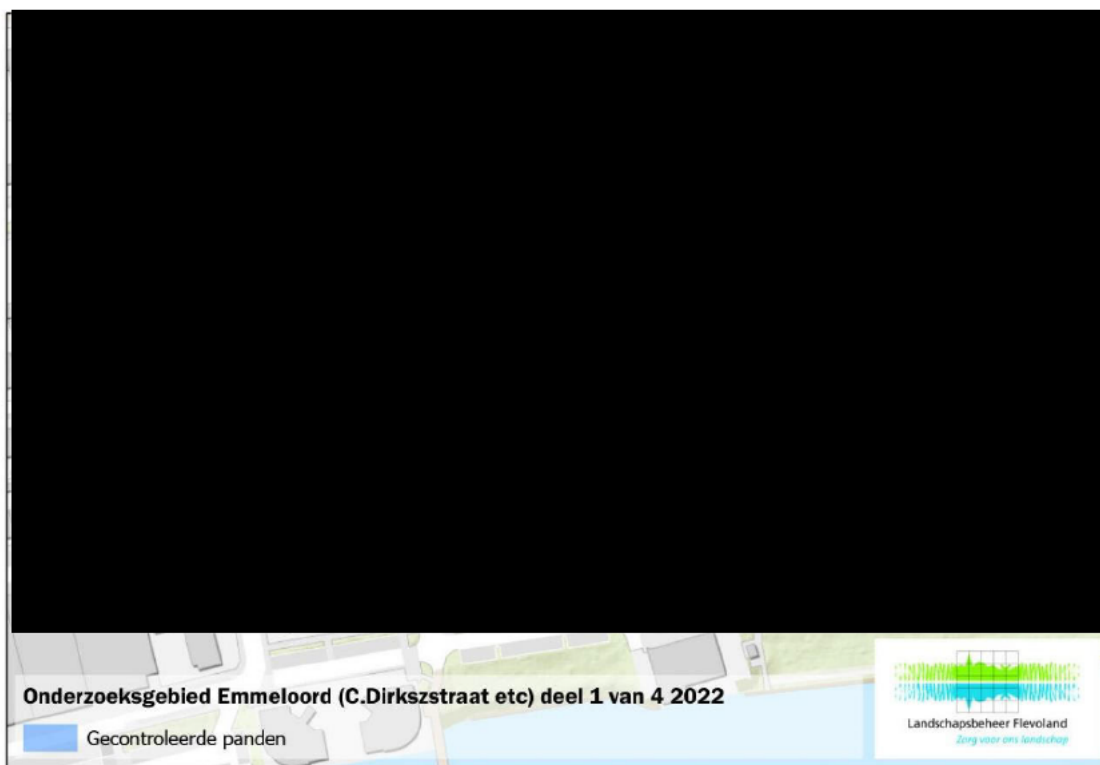 Onderzoeksgebied Emmeloord (C.Dirkszstraat etc) deel 1 van 4 2022
Gecontroleerde panden
Landschapsbeheer Flevoland
Zorg voor ons landschap